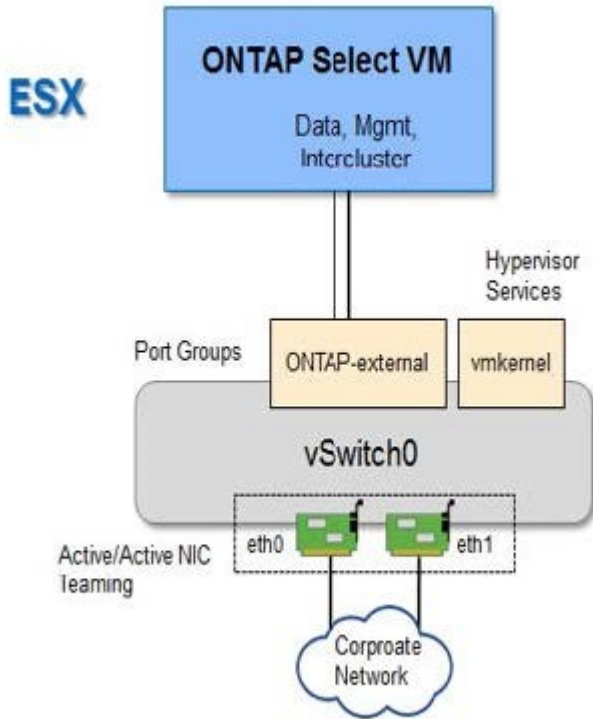 ESX
ONTAP Select VM
Data, Mgmt,
Intercluster
Hypervisor
Services
Port Groups
ONTAP-external
vmkernel
vSwitch0
eth0
eth1
Active/Active NIC
Teaming
Corproate
Network